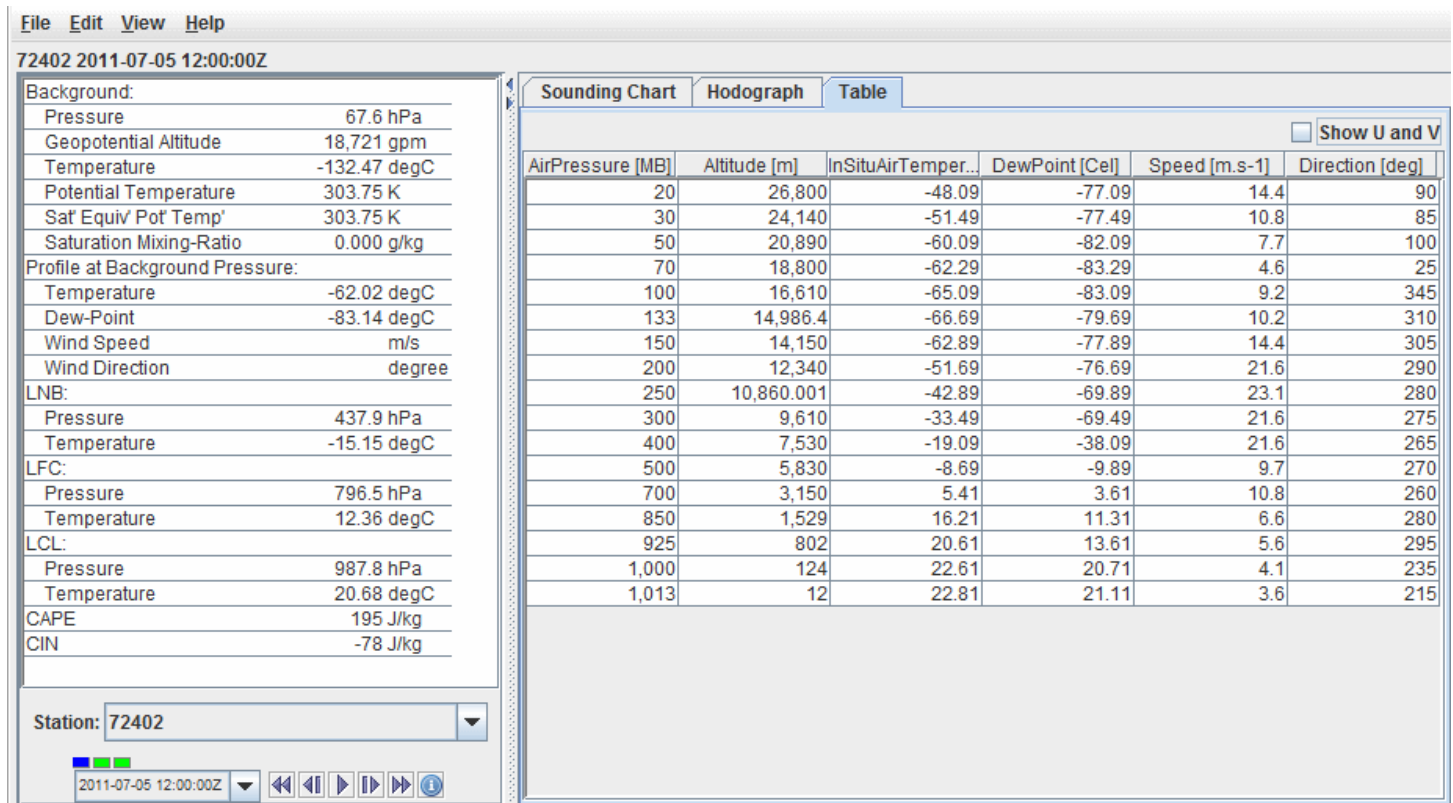 File Edit View Help
72402 2011-07-05 12:00:00Z
Background:
Pressure 67.6 hPa
Geopotential Altitude 18,721 gpm
Temperature -132.47 degC
Potential Temperature 303.75 K
Sat' Equiv' Pot' Temp' 303.75 K
Saturation Mixing-Ratio 0.000 g/kg
Profile at Background Pressure:
Temperature -62.02 degC
Dew-Point -83.14 degC
Wind Speed m/s
Wind Direction degree
LNB:
Pressure 437.9 hPa
Temperature -15.15 degC
LFC:
Pressure 796.5 hPa
Temperature 12.36 degC
LCL:
Pressure 987.8 hPa
Temperature 20.68 degC
CAPE 195 J/kg
CIN -78 J/kg
Station: 72402
2011-07-05 12:00:00Z
Sounding Chart Hodograph Table
Show U and V
AirPressure [MB] Altitude [m] InSituAirTemper... DewPoint [Cel] Speed [m.s-1] Direction [deg]
20 26,800 -48.09 -77.09 14.4 90
30 24,140 -51.49 -77.49 10.8 85
50 20,890 -60.09 -82.09 7.7 100
70 18,800 -62.29 -83.29 4.6 25
100 16,610 -65.09 -83.09 9.2 345
133 14,986.4 -66.69 -79.69 10.2 310
150 14,150 -62.89 -77.89 14.4 305
200 12,340 -51.69 -76.69 21.6 290
250 10,860.001 -42.89 -69.89 23.1 280
300 9,610 -33.49 -69.49 21.6 275
400 7,530 -19.09 -38.09 21.6 265
500 5,830 -8.69 -9.89 9.7 270
700 3,150 5.41 3.61 10.8 260
850 1,529 16.21 11.31 6.6 280
925 802 20.61 13.61 5.6 295
1,000 124 22.61 20.71 4.1 235
1,013 12 22.81 21.11 3.6 215